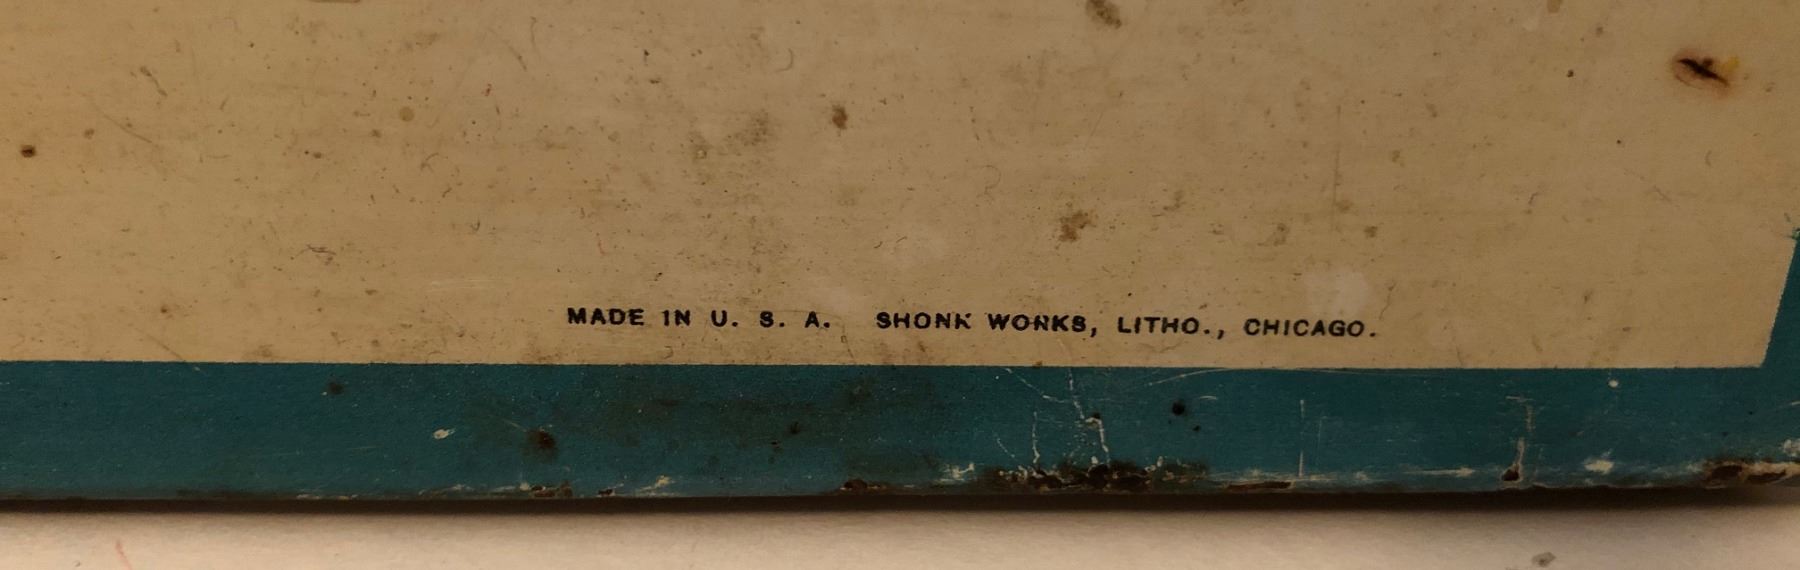 MADE IN U. S. A. SHONK WORKS, LITHO., CHICAGO.